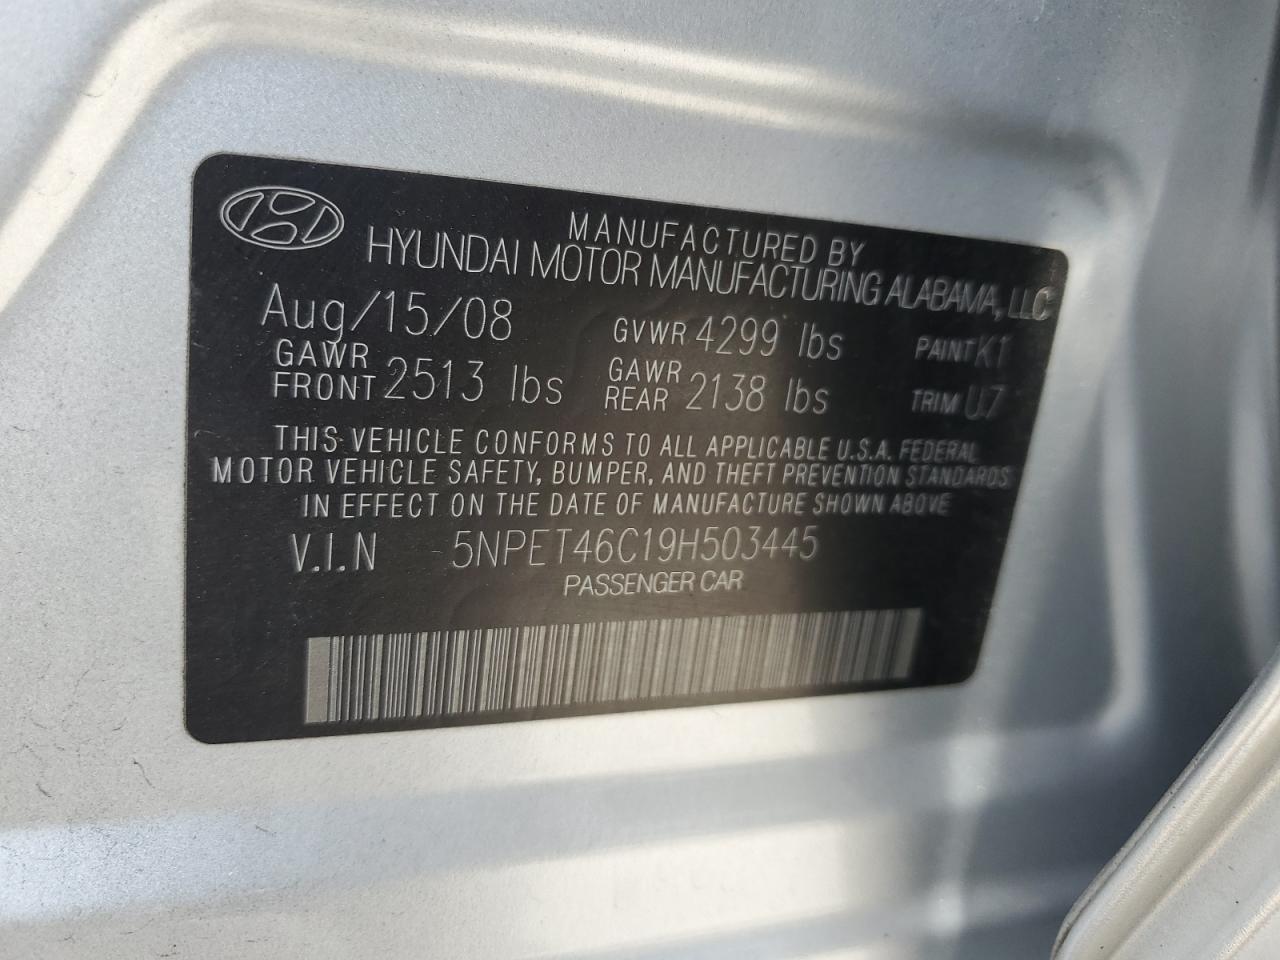 MANUFACTURED BY
HYUNDAI MOTOR MANUFACTURING ALABAMA, LLC
Aug/15/08 GVWR 4299 lbs PAINT K1
GAWR FRONT 2513 lbs GAWR REAR 2138 lbs TRIM U7
THIS VEHICLE CONFORMS TO ALL APPLICABLE U.S.A. FEDERAL
MOTOR VEHICLE SAFETY, BUMPER, AND THEFT PREVENTION STANDARDS
IN EFFECT ON THE DATE OF MANUFACTURE SHOWN ABOVE
V.I.N 5NPET46C19H503445
PASSENGER CAR